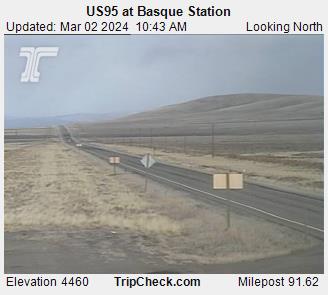 US95 at Basque Station
Updated: Mar 02 2024 10:43 AM Looking North
Elevation 4460 TripCheck.com Milepost 91.62